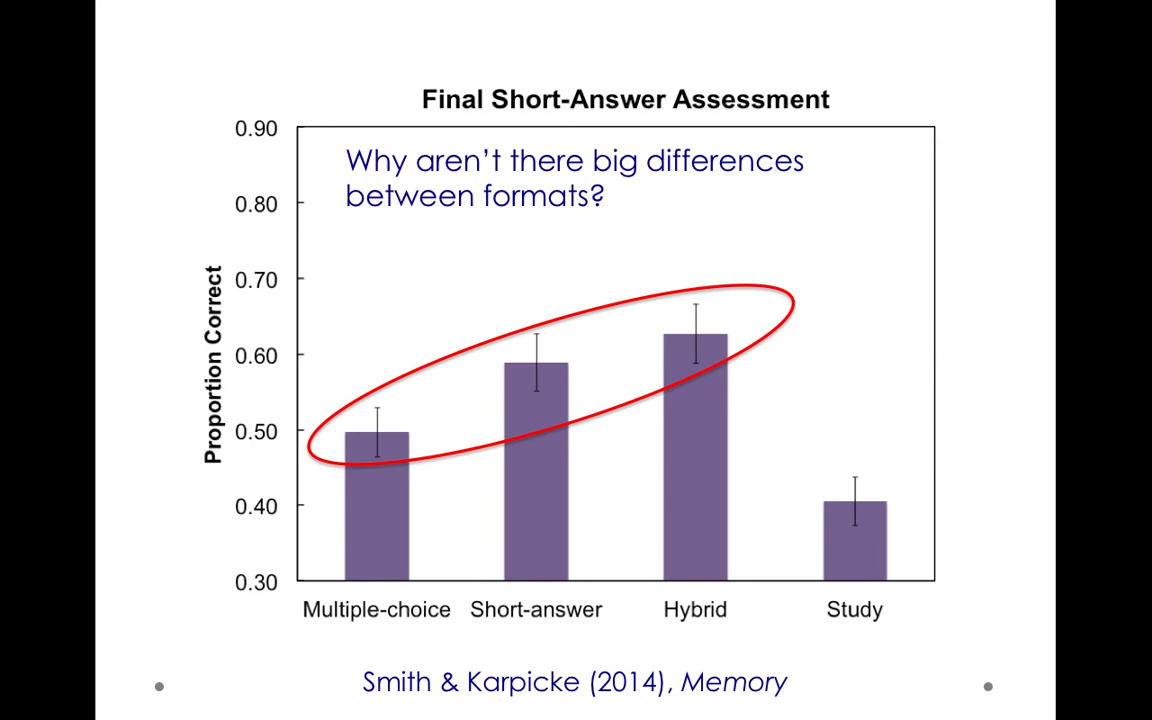 Final Short-Answer Assessment
Why aren't there big differences
between formats?
0.90
0.80
0.70
0.60
0.50
0.40
0.30
Proportion Correct
Multiple-choice Short-answer Hybrid Study
Smith & Karpicke (2014), Memory